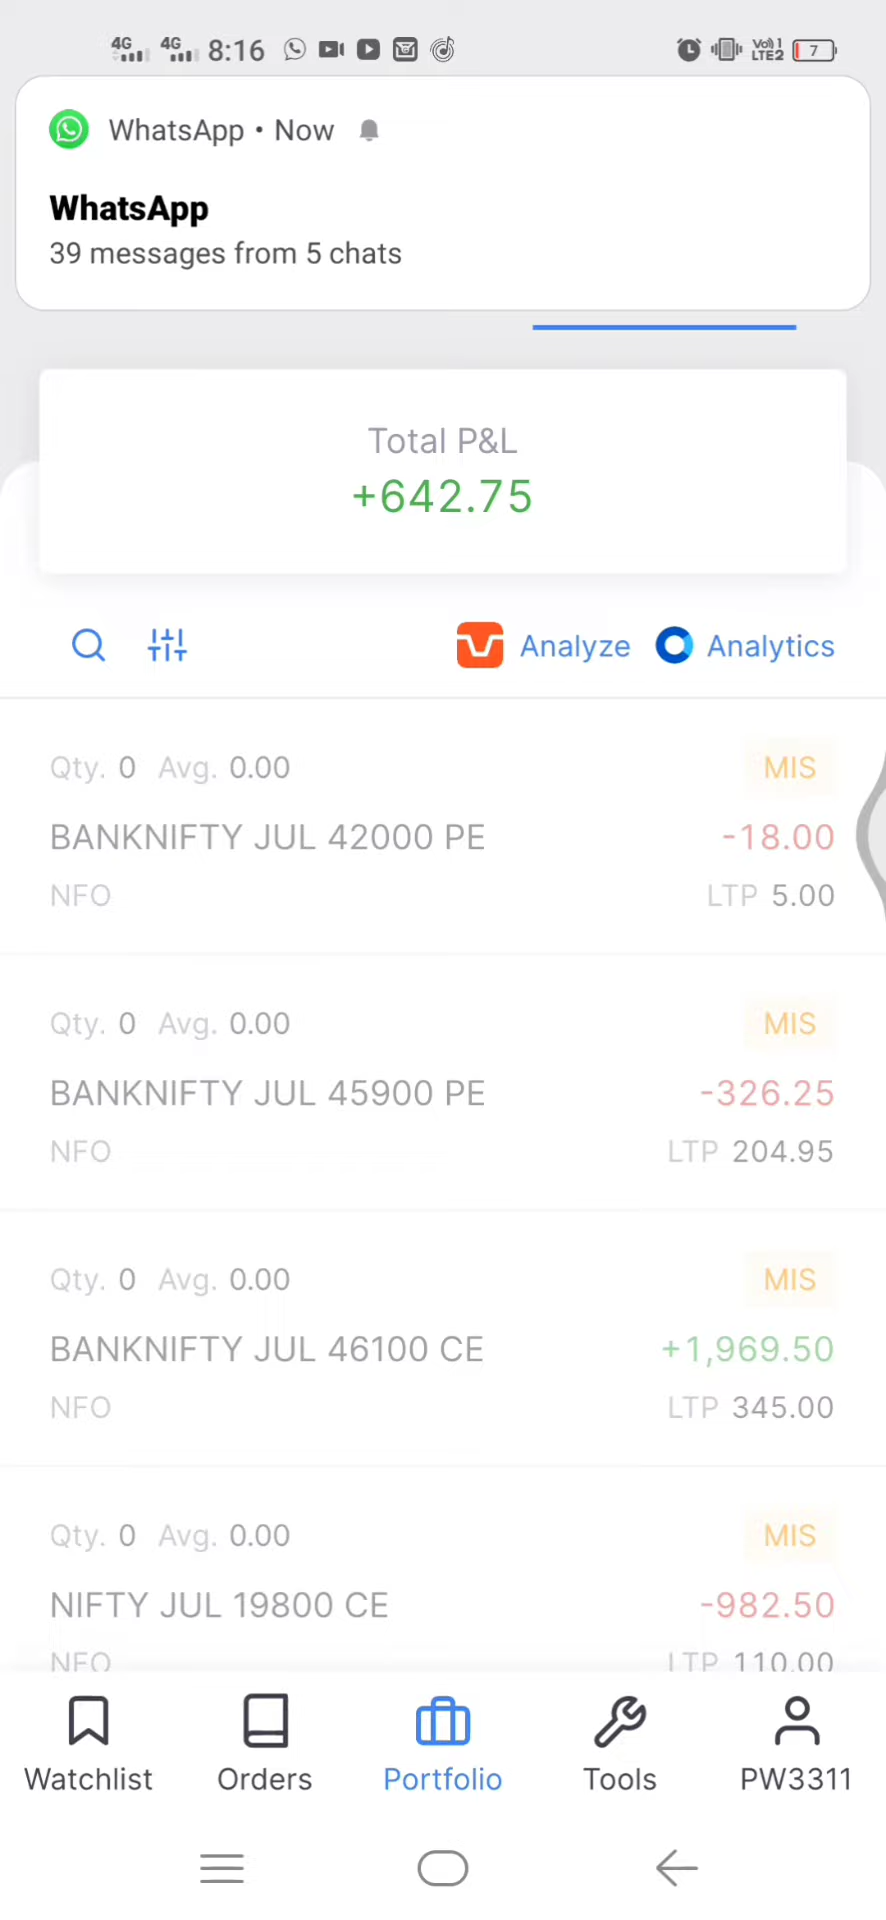 4G 4G 8:16 Vo) 1 LTE2 7
WhatsApp • Now
WhatsApp
39 messages from 5 chats
Total P&L
+642.75
Analyze Analytics
Qty. 0 Avg. 0.00 MIS
BANKNIFTY JUL 42000 PE -18.00
NFO LTP 5.00
Qty. 0 Avg. 0.00 MIS
BANKNIFTY JUL 45900 PE -326.25
NFO LTP 204.95
Qty. 0 Avg. 0.00 MIS
BANKNIFTY JUL 46100 CE +1,969.50
NFO LTP 345.00
Qty. 0 Avg. 0.00 MIS
NIFTY JUL 19800 CE -982.50
NFO LTP 110.00
Watchlist Orders Portfolio Tools PW3311